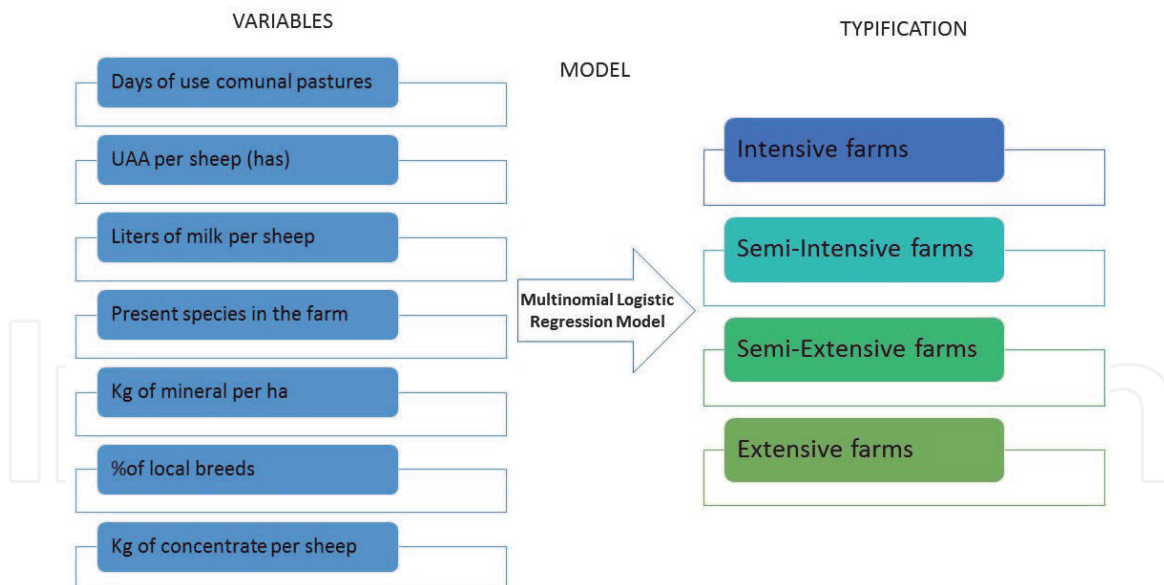 VARIABLES
Days of use comunal pastures
UAA per sheep (has)
Liters of milk per sheep
Present species in the farm
Kg of mineral per ha
%of local breeds
Kg of concentrate per sheep
MODEL
Multinomial Logistic
Regression Model
TYPIFICATION
Intensive farms
Semi-Intensive farms
Semi-Extensive farms
Extensive farms